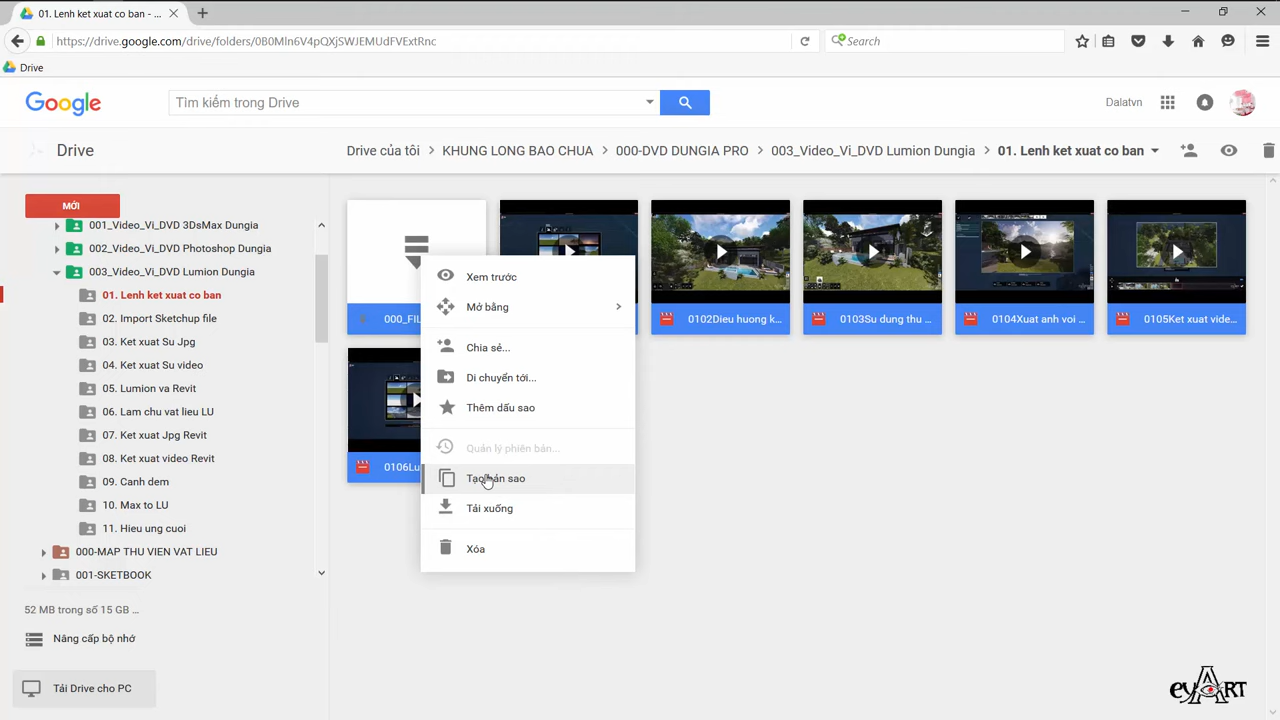 01. Lenh ket xuat co ban - ...
https://drive.google.com/drive/folders/0B0Mln6V4pQXjSWJEMUdFVExtRnc
Search
Drive
Google
Tìm kiếm trong Drive
Dalatvn
Drive
Drive của tôi
KHUNG LONG BAO CHUA
000-DVD DUNGIA PRO
003_Video_Vi_DVD Lumion Dungia
01. Lenh ket xuat co ban
MỚI
001_Video_Vi_DVD 3DsMax Dungia
002_Video_Vi_DVD Photoshop Dungia
003_Video_Vi_DVD Lumion Dungia
01. Lenh ket xuat co ban
02. Import Sketchup file
03. Ket xuat Su Jpg
04. Ket xuat Su video
05. Lumion va Revit
06. Lam chu vat lieu LU
07. Ket xuat Jpg Revit
08. Ket xuat video Revit
09. Canh dem
10. Max to LU
11. Hieu ung cuoi
000-MAP THU VIEN VAT LIEU
001-SKETBOOK
52 MB trong số 15 GB ...
Nâng cấp bộ nhớ
Tải Drive cho PC
000_FIL
0102Dieu huong k...
0103Su dung thu ...
0104Xuat anh voi ...
0105Ket xuat vide...
0106Lu
Xem trước
Mở bằng
Chia sẻ...
Di chuyển tới...
Thêm dấu sao
Quản lý phiên bản...
Tạo bản sao
Tải xuống
Xóa
eyART